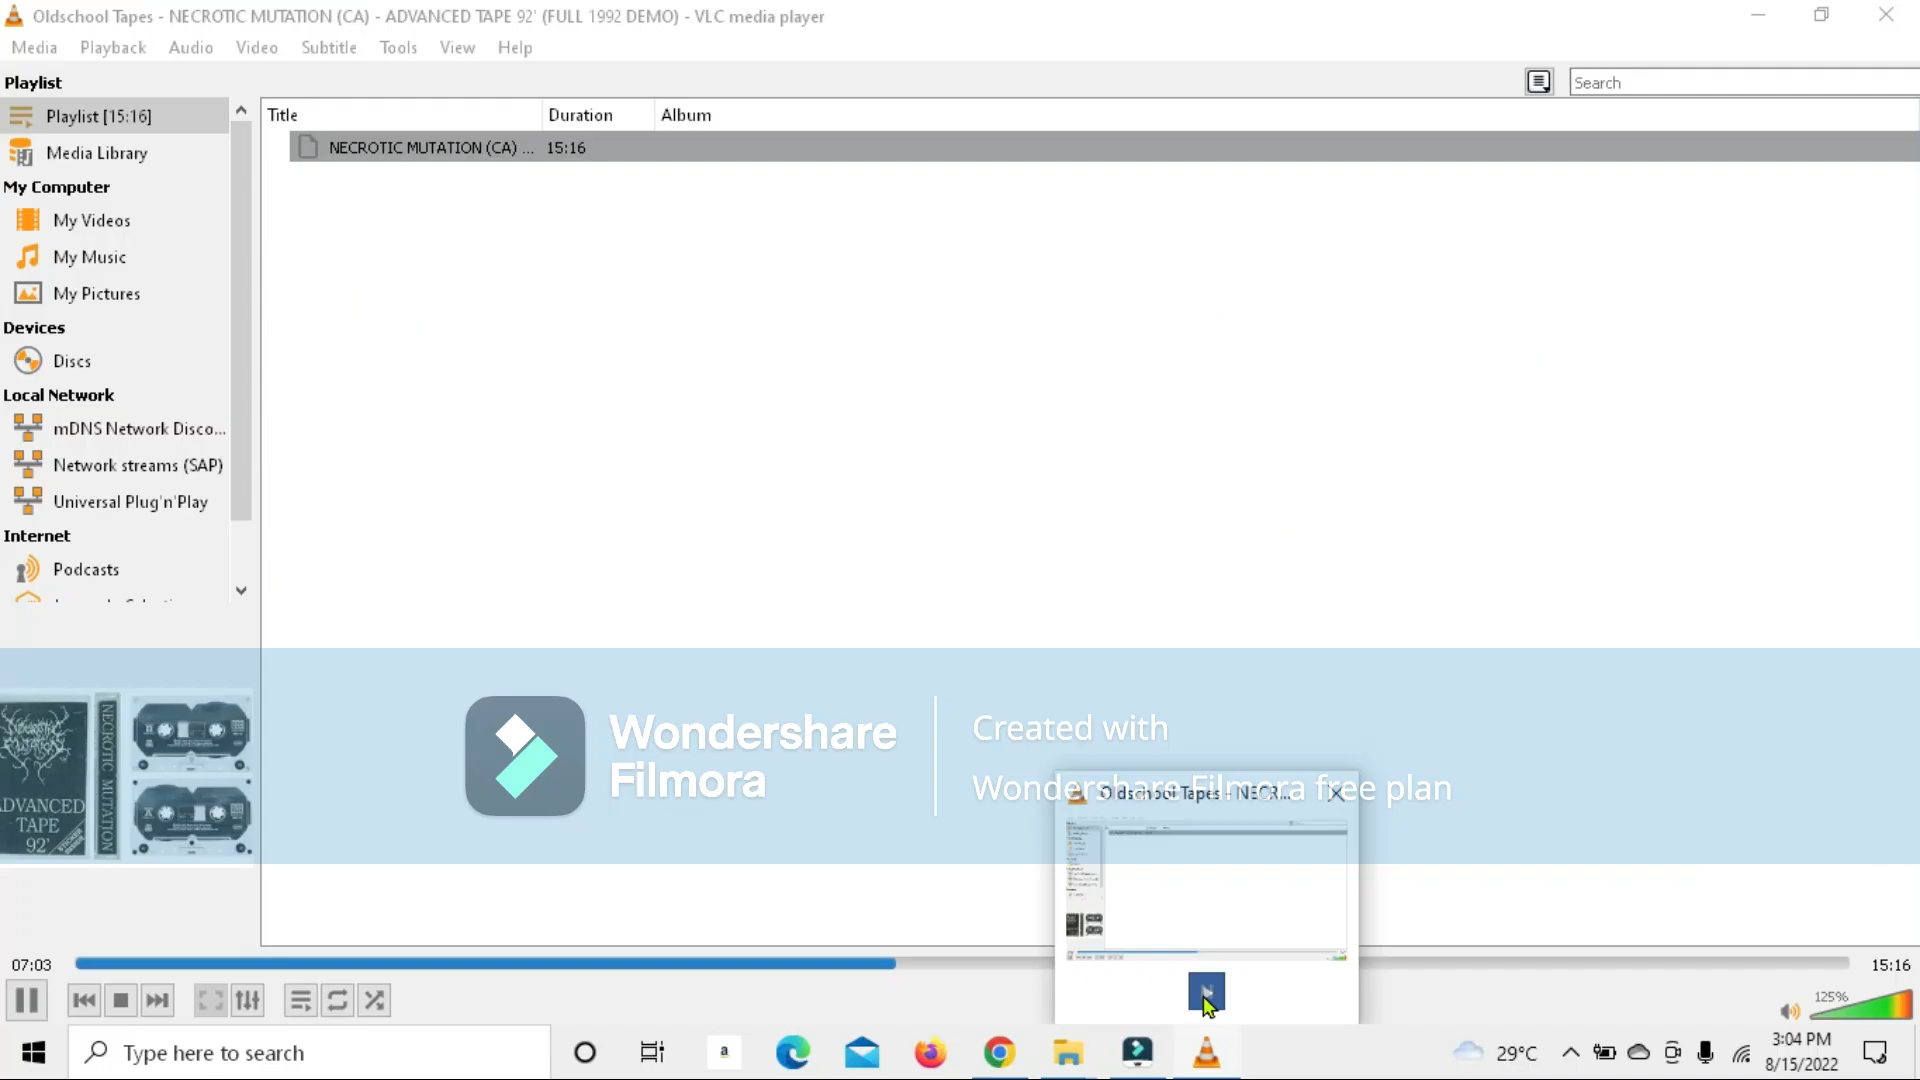 Oldschool Tapes - NECROTIC MUTATION (CA) - ADVANCED TAPE 92' (FULL 1992 DEMO) - VLC media player
Media Playback Audio Video Subtitle Tools View Help
Playlist
Search
Playlist [15:16]
Title Duration Album
NECROTIC MUTATION (CA) ... 15:16
Media Library
My Computer
My Videos
My Music
My Pictures
Devices
Discs
Local Network
mDNS Network Disco...
Network streams (SAP)
Universal Plug'n'Play
Internet
Podcasts
NECROTIC MUTATION
ADVANCED
TAPE
92'
Wondershare
Filmora
Created with
Wondershare Filmora free plan
Oldschool Tapes - NECR...
07:03
15:16
125%
Type here to search
a
29°C
3:04 PM
8/15/2022